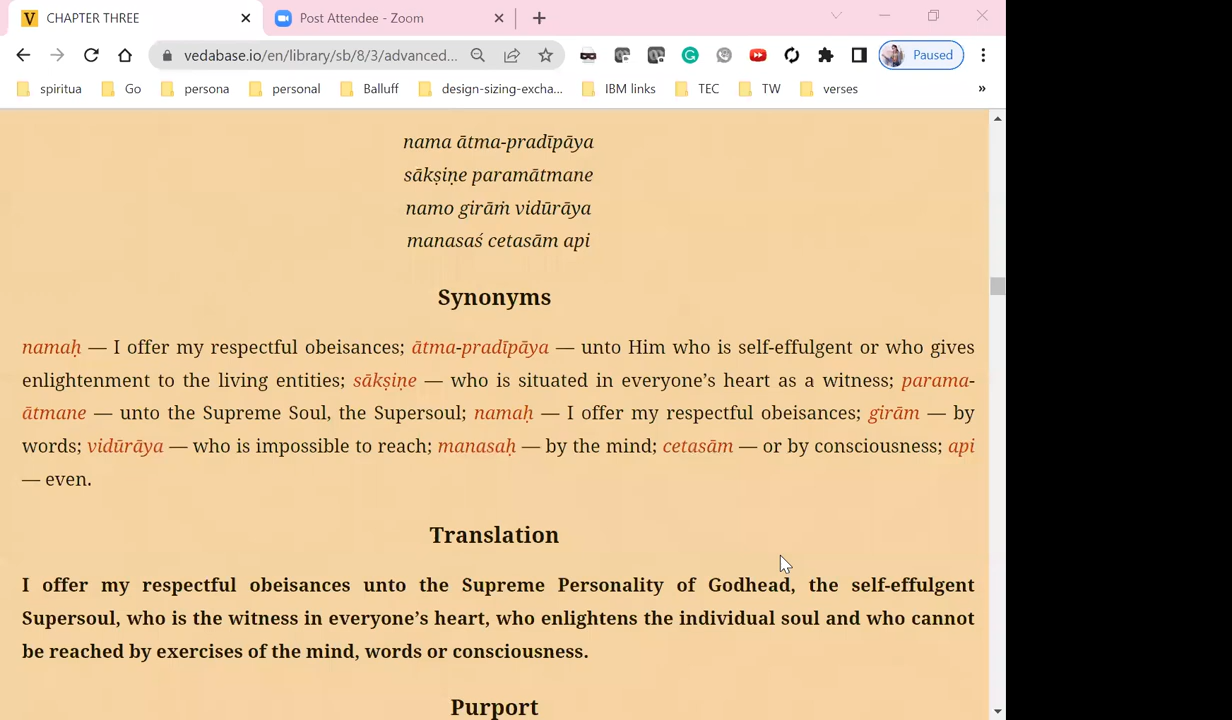 V CHAPTER THREE
Post Attendee - Zoom
vedabase.io/en/library/sb/8/3/advanced...
Paused
spiritua Go persona personal Balluff design-sizing-excha... IBM links TEC TW verses »
nama ātma-pradīpāya
sākṣiṇe paramātmane
namo girāṁ vidūrāya
manasaś cetasām api
Synonyms
namaḥ — I offer my respectful obeisances; ātma-pradīpāya — unto Him who is self-effulgent or who gives
enlightenment to the living entities; sākṣiṇe — who is situated in everyone’s heart as a witness; parama-
ātmane — unto the Supreme Soul, the Supersoul; namaḥ — I offer my respectful obeisances; girām — by
words; vidūrāya — who is impossible to reach; manasaḥ — by the mind; cetasām — or by consciousness; api
— even.
Translation
I offer my respectful obeisances unto the Supreme Personality of Godhead, the self-effulgent
Supersoul, who is the witness in everyone’s heart, who enlightens the individual soul and who cannot
be reached by exercises of the mind, words or consciousness.
Purport